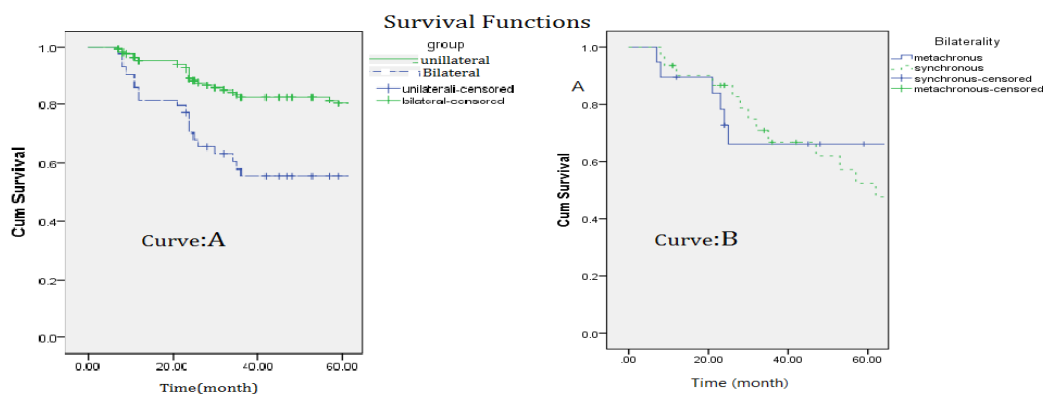 Survival Functions
group
unillateral
Bilateral
unilaterali-censored
bilateral-censored
1.0
0.8
0.6
0.4
0.2
0.0
Cum Survival
Curve:A
0.00
20.00
40.00
60.00
Time(month)
A
Bilaterality
metachronus
synchronous
synchronus-censored
metachronous-censored
1.0
0.8
0.6
0.4
0.2
0.0
Cum Survival
Curve:B
.00
20.00
40.00
60.00
Time (month)